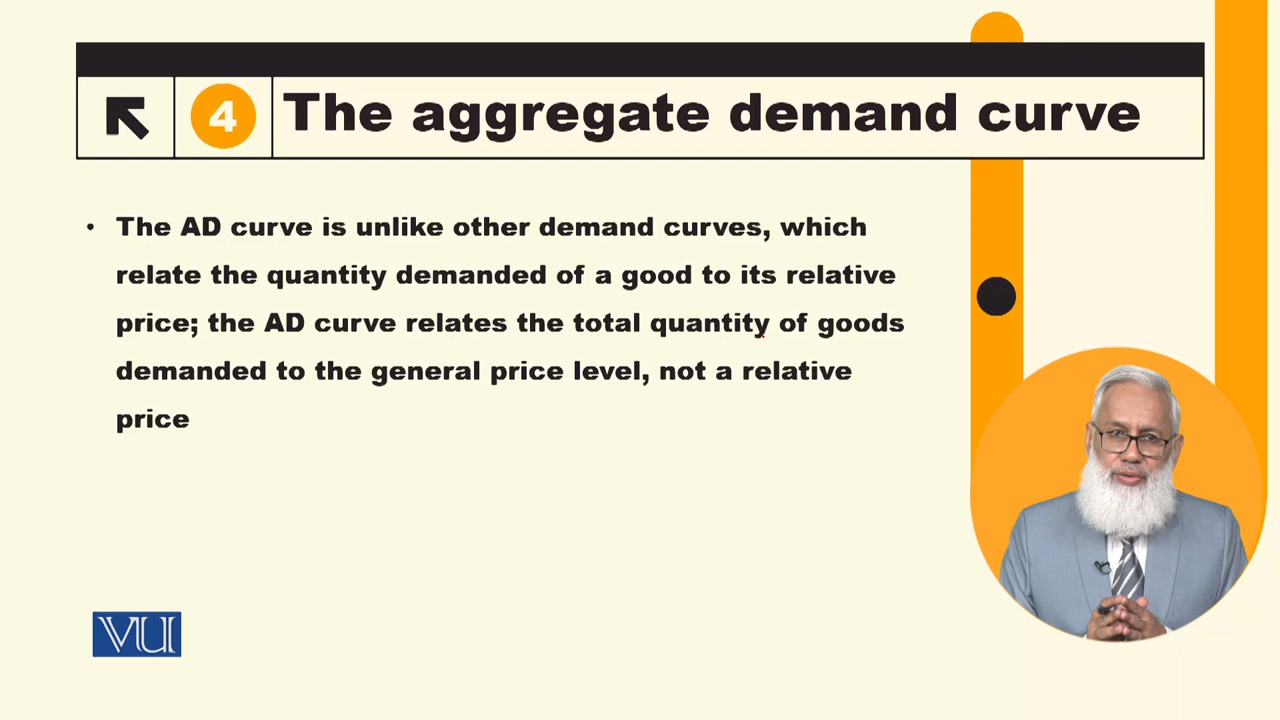 4 The aggregate demand curve
• The AD curve is unlike other demand curves, which
relate the quantity demanded of a good to its relative
price; the AD curve relates the total quantity of goods
demanded to the general price level, not a relative
price
VU